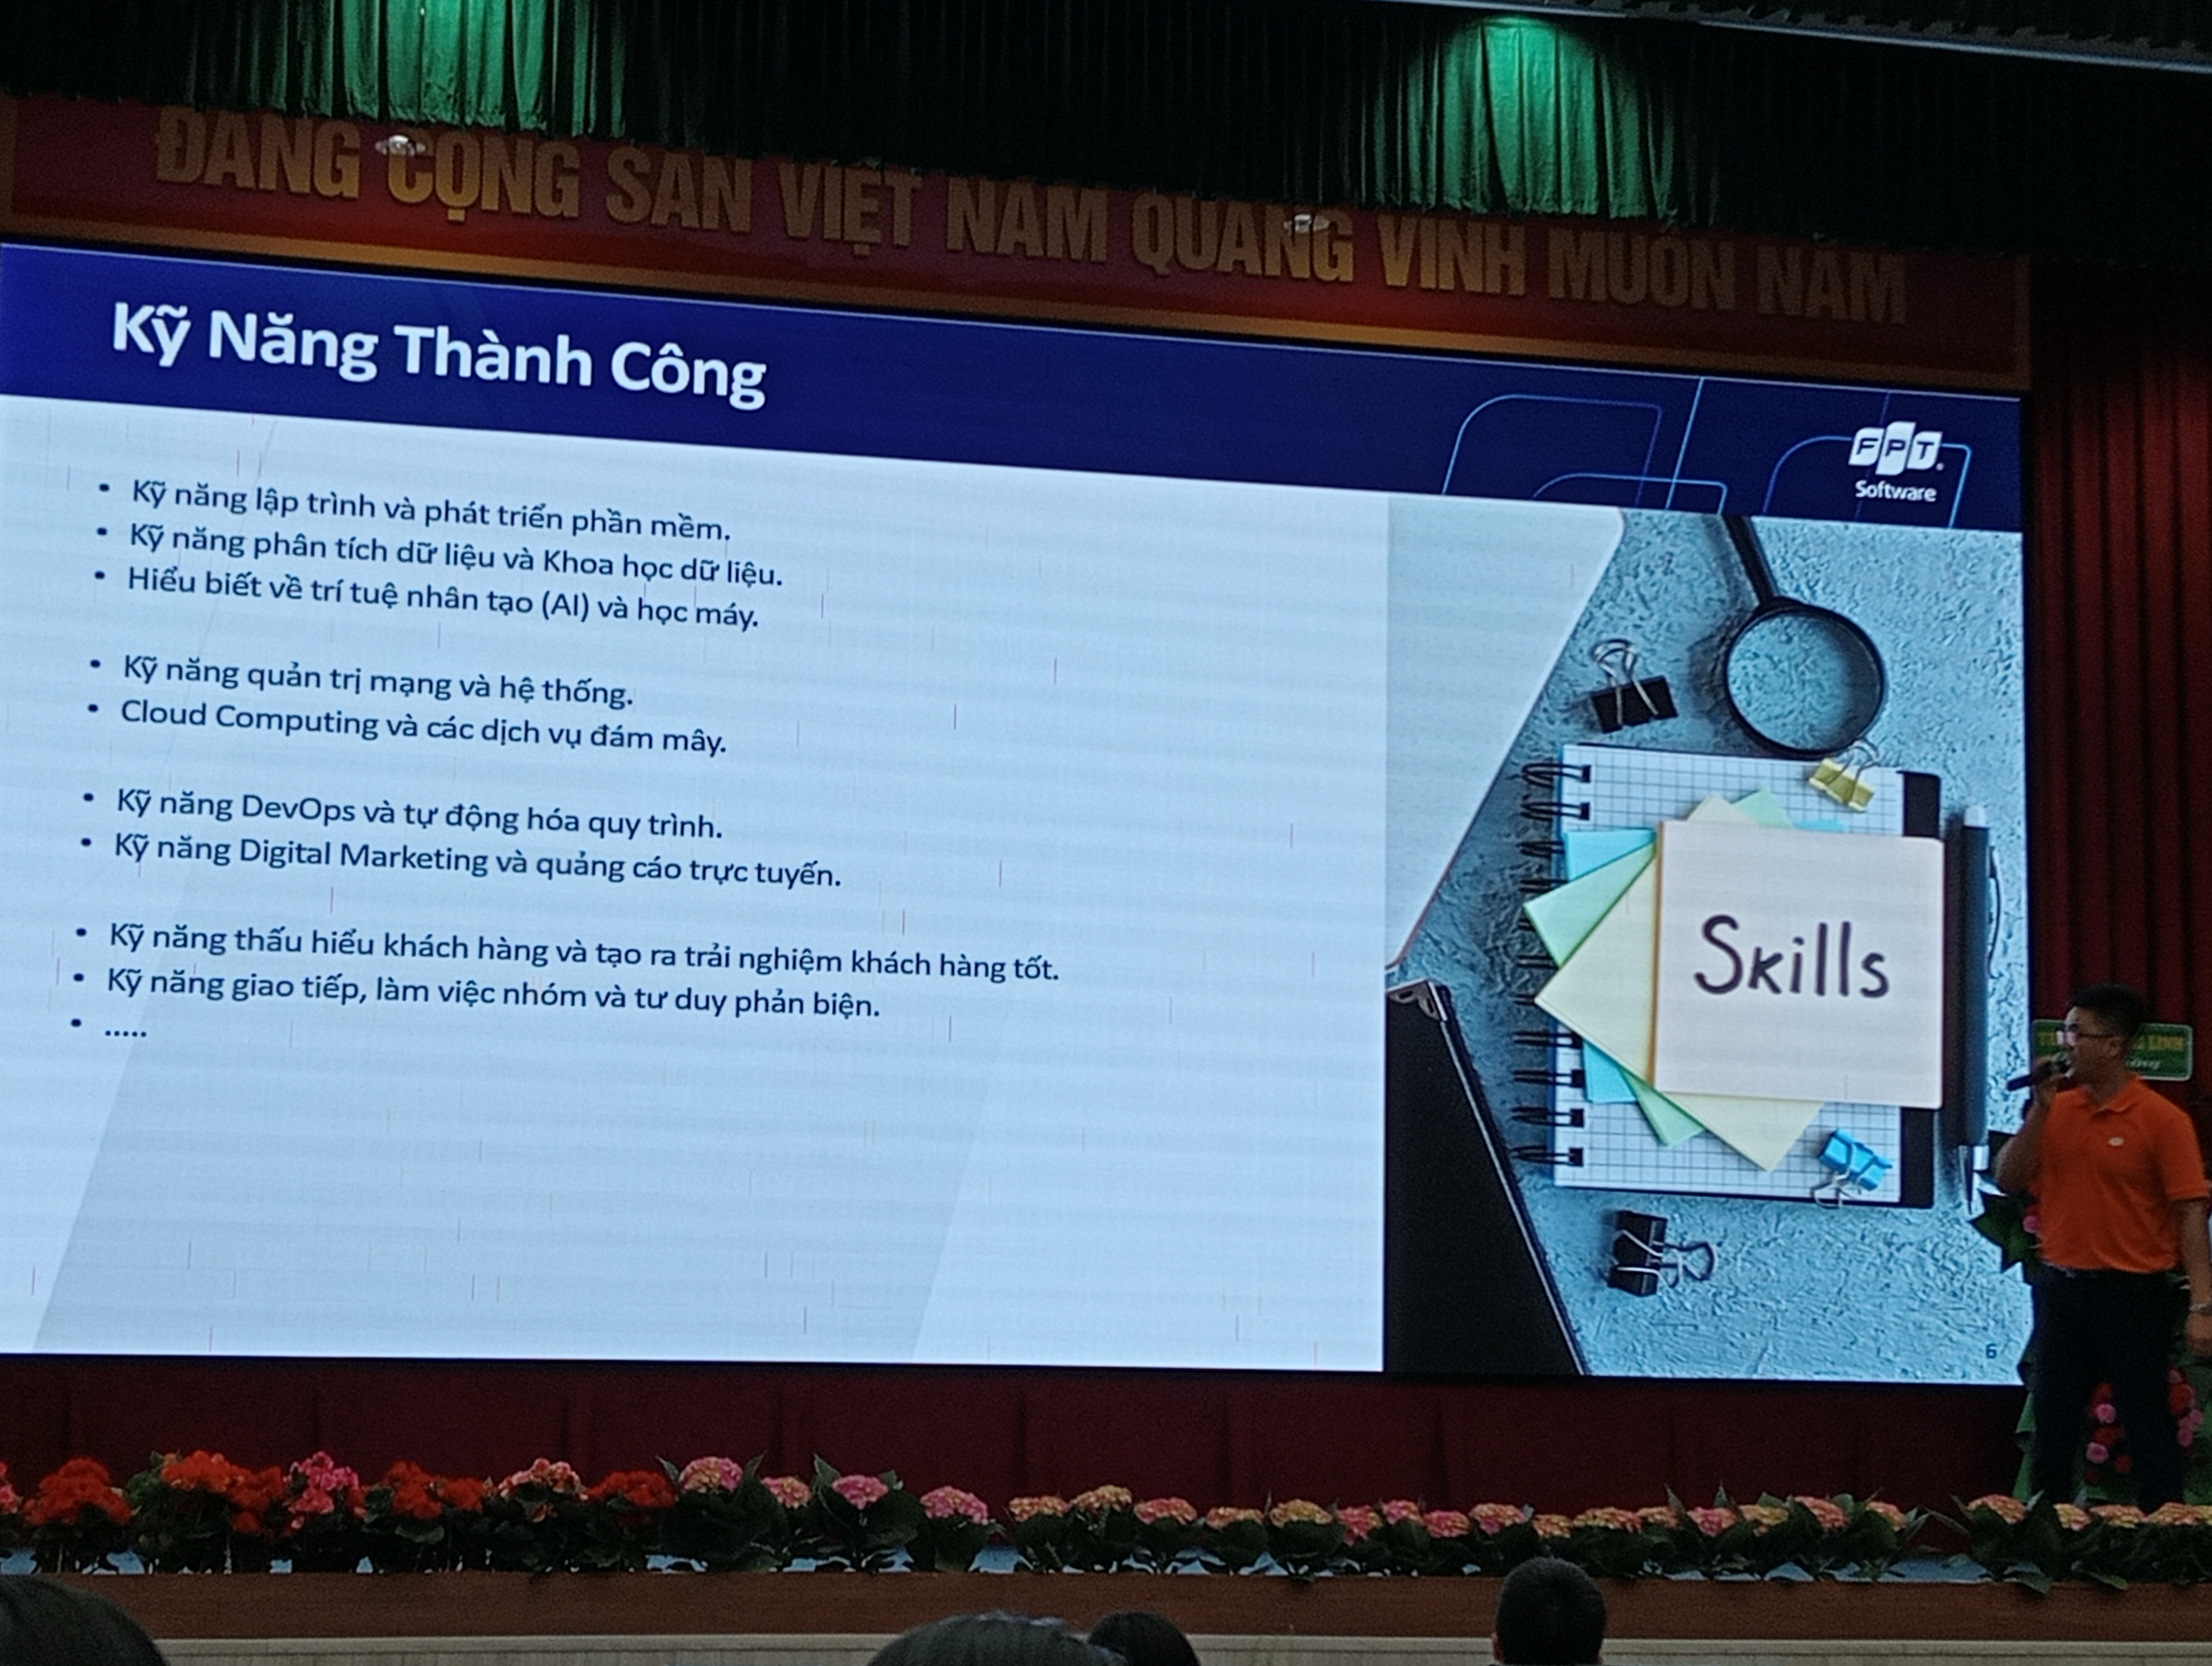 ĐẢNG CỘNG SẢN VIỆT NAM QUANG VINH MUÔN NĂM
Kỹ Năng Thành Công
FPT
Software
• Kỹ năng lập trình và phát triển phần mềm.
• Kỹ năng phân tích dữ liệu và Khoa học dữ liệu.
• Hiểu biết về trí tuệ nhân tạo (AI) và học máy.
• Kỹ năng quản trị mạng và hệ thống.
• Cloud Computing và các dịch vụ đám mây.
• Kỹ năng DevOps và tự động hóa quy trình.
• Kỹ năng Digital Marketing và quảng cáo trực tuyến.
• Kỹ năng thấu hiểu khách hàng và tạo ra trải nghiệm khách hàng tốt.
• Kỹ năng giao tiếp, làm việc nhóm và tư duy phản biện.
• .....
Skills
6
LINH